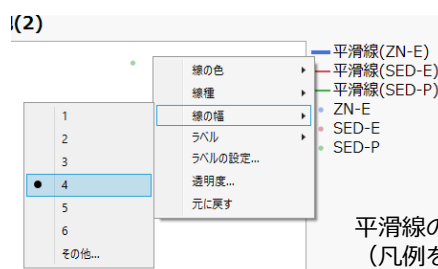 (2)
平滑線(ZN-E)
平滑線(SED-E)
平滑線(SED-P)
ZN-E
SED-E
SED-P
線の色
線種
線の幅
ラベル
ラベルの設定...
透明度...
元に戻す
1
2
3
4
5
6
その他...
平滑線の
（凡例を